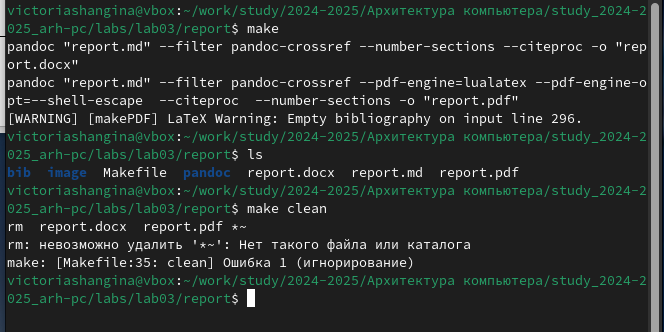 victoriashangina@vbox:~/work/study/2024-2025/Архитектура компьютера/study_2024-2
025_arh-pc/labs/lab03/report$ make
pandoc "report.md" --filter pandoc-crossref --number-sections --citeproc -o "rep
ort.docx"
pandoc "report.md" --filter pandoc-crossref --pdf-engine=lualatex --pdf-engine-o
pt=--shell-escape  --citeproc  --number-sections -o "report.pdf"
[WARNING] [makePDF] LaTeX Warning: Empty bibliography on input line 296.
victoriashangina@vbox:~/work/study/2024-2025/Архитектура компьютера/study_2024-2
025_arh-pc/labs/lab03/report$ ls
bib  image  Makefile  pandoc  report.docx  report.md  report.pdf
victoriashangina@vbox:~/work/study/2024-2025/Архитектура компьютера/study_2024-2
025_arh-pc/labs/lab03/report$ make clean
rm  report.docx  report.pdf *~
rm: невозможно удалить '*~': Нет такого файла или каталога
make: [Makefile:35: clean] Ошибка 1 (игнорирование)
victoriashangina@vbox:~/work/study/2024-2025/Архитектура компьютера/study_2024-2
025_arh-pc/labs/lab03/report$